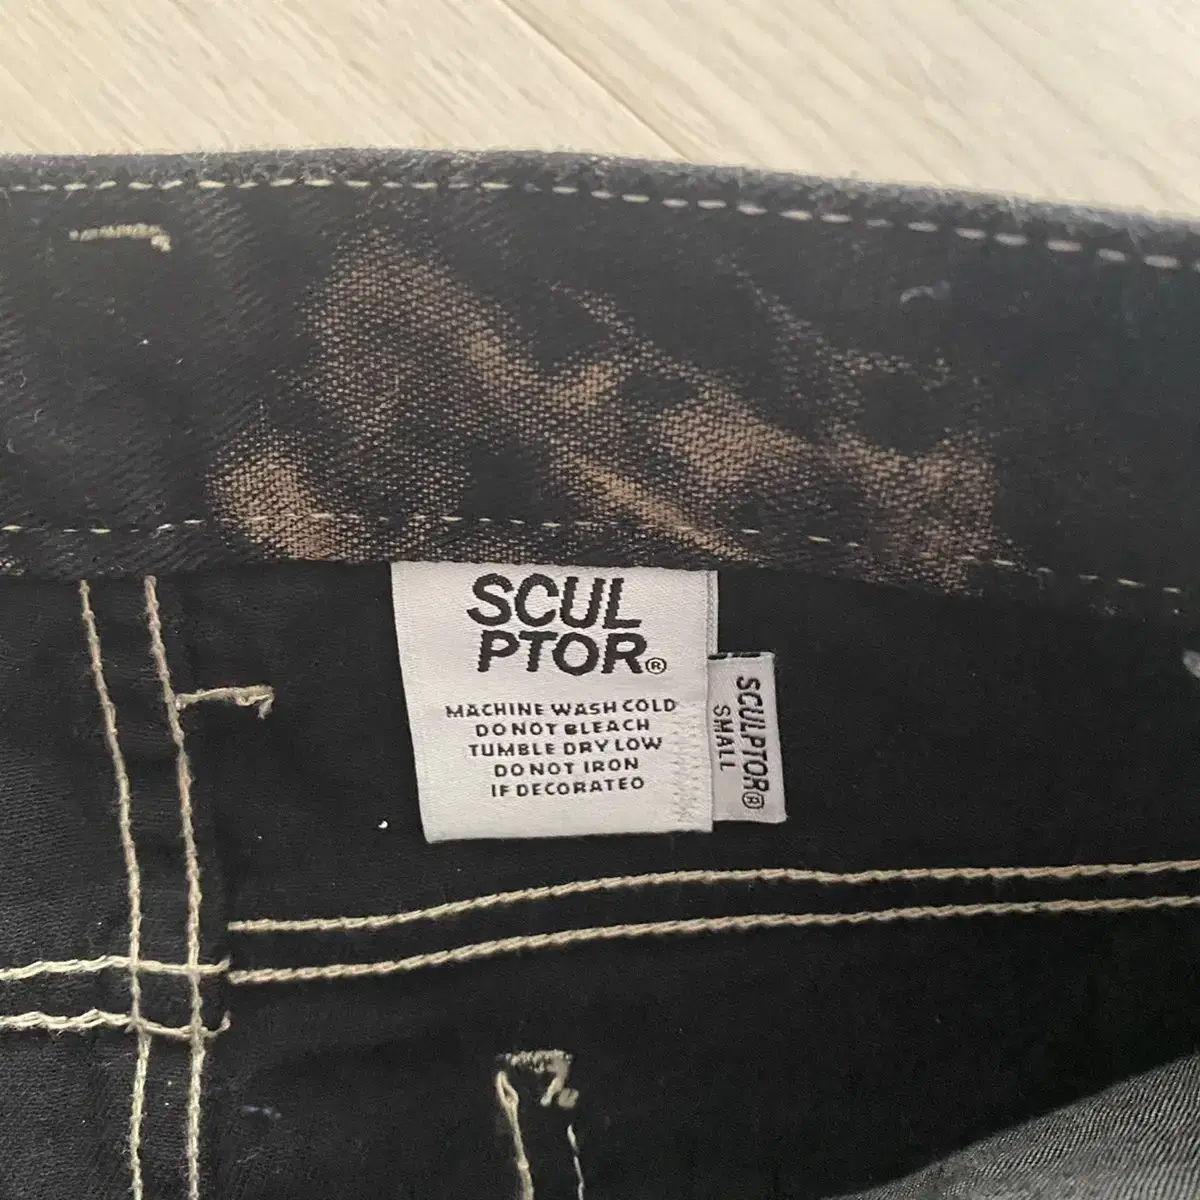 SCUL
PTOR®
MACHINE WASH COLD
DO NOT BLEACH
TUMBLE DRY LOW
DO NOT IRON
IF DECORATED
SCULPTOR®
SMALL